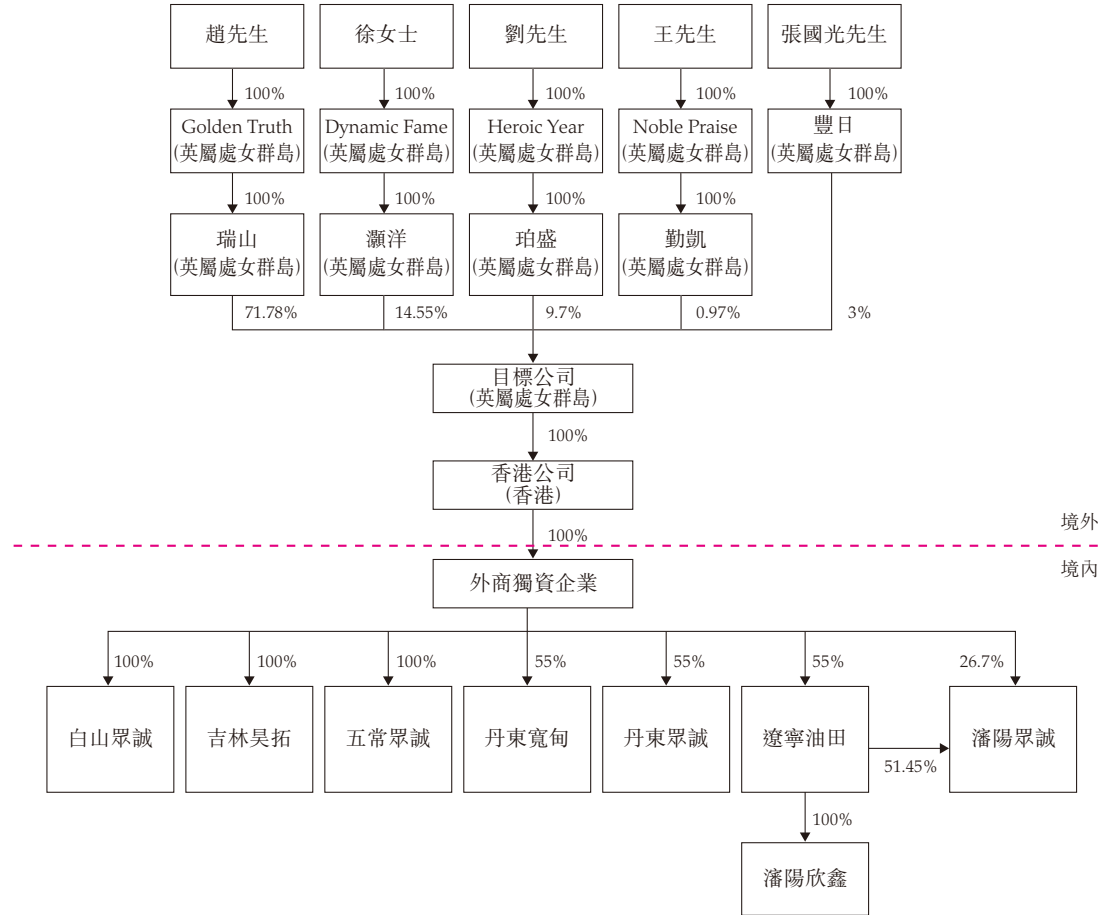 趙先生
徐女士
劉先生
王先生
張國光先生
100%
100%
100%
100%
100%
Golden Truth
(英屬處女群島)
Dynamic Fame
(英屬處女群島)
Heroic Year
(英屬處女群島)
Noble Praise
(英屬處女群島)
豐日
(英屬處女群島)
100%
100%
100%
100%
瑞山
(英屬處女群島)
灝洋
(英屬處女群島)
珀盛
(英屬處女群島)
勤凱
(英屬處女群島)
71.78%
14.55%
9.7%
0.97%
3%
目標公司
(英屬處女群島)
100%
香港公司
(香港)
100%
境外
境內
外商獨資企業
100%
100%
100%
55%
55%
55%
26.7%
白山眾誠
吉林昊拓
五常眾誠
丹東寬甸
丹東眾誠
遼寧油田
瀋陽眾誠
51.45%
100%
瀋陽欣鑫